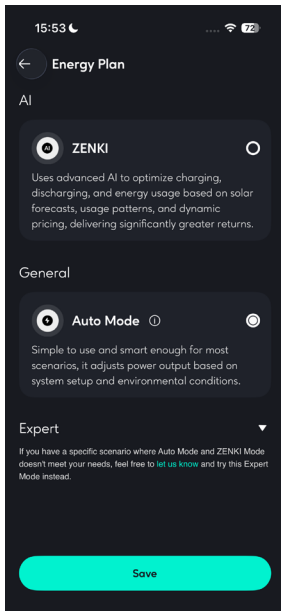 15:53
72
Energy Plan
AI
AI
ZENKI
Uses advanced AI to optimize charging,
discharging, and energy usage based on solar
forecasts, usage patterns, and dynamic
pricing, delivering significantly greater returns.
General
Auto Mode
Simple to use and smart enough for most
scenarios, it adjusts power output based on
system setup and environmental conditions.
Expert
If you have a specific scenario where Auto Mode and ZENKI Mode
doesn't meet your needs, feel free to let us know and try this Expert
Mode instead.
Save